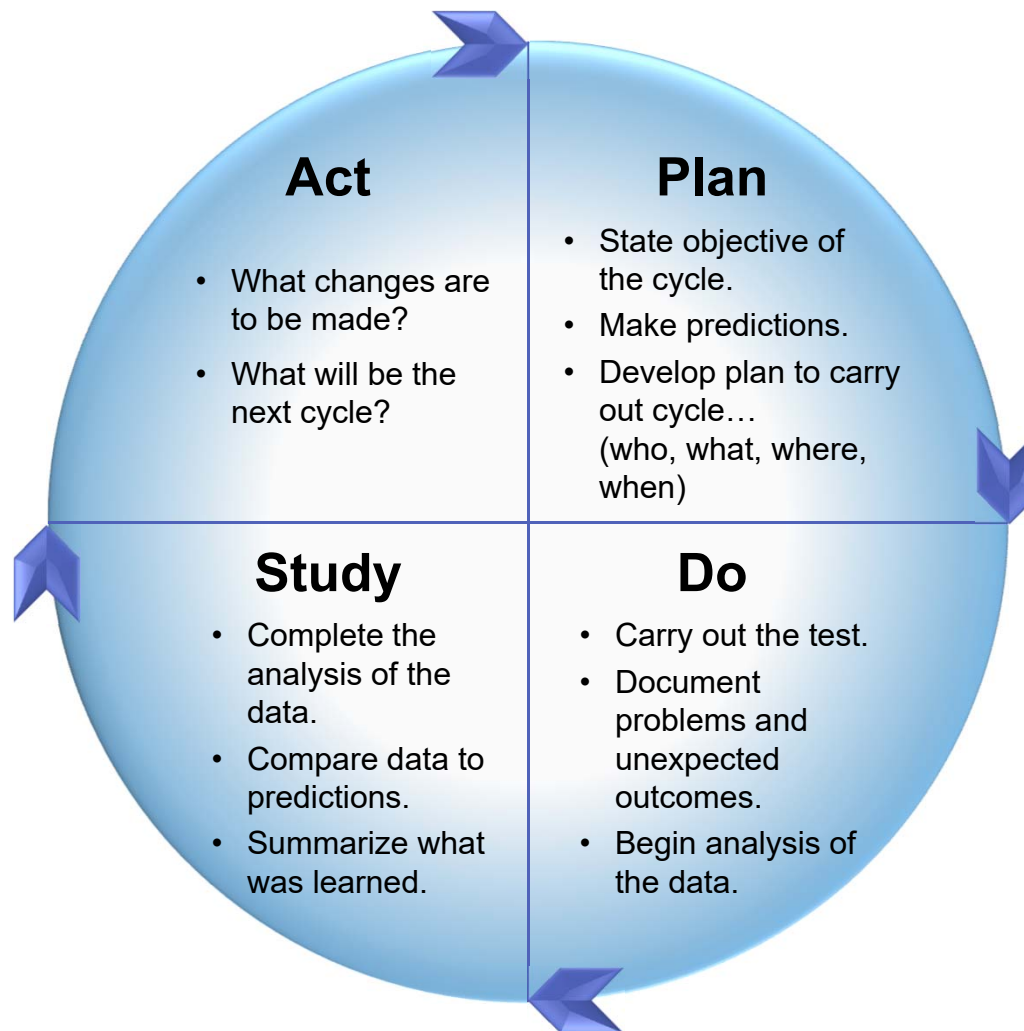 Act
• What changes are
to be made?
• What will be the
next cycle?
Plan
• State objective of
the cycle.
• Make predictions.
• Develop plan to carry
out cycle…
(who, what, where,
when)
Study
• Complete the
analysis of the
data.
• Compare data to
predictions.
• Summarize what
was learned.
Do
• Carry out the test.
• Document
problems and
unexpected
outcomes.
• Begin analysis of
the data.